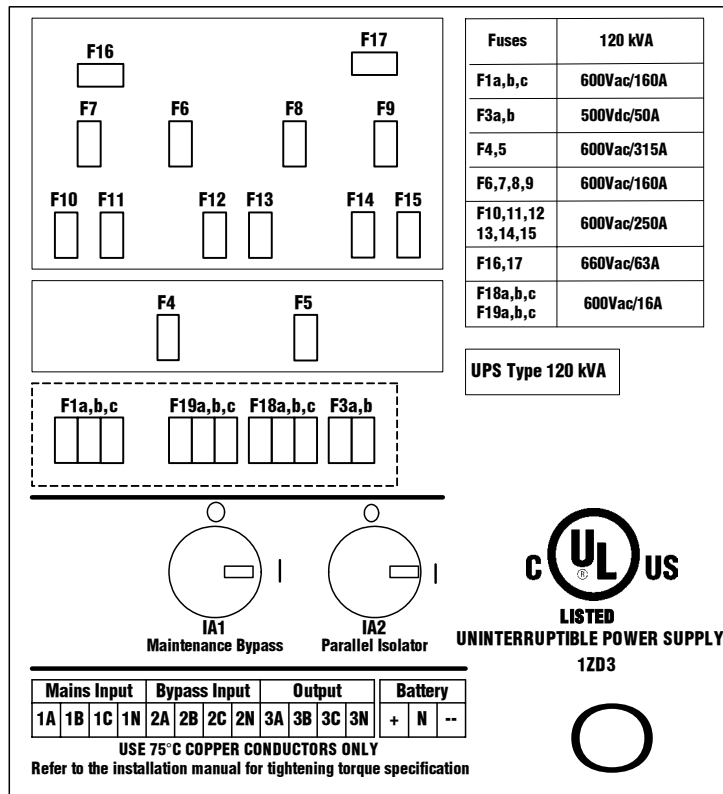 F16 F17
F7 F6 F8 F9
F10 F11 F12 F13 F14 F15
F4 F5
F1a,b,c F19a,b,c F18a,b,c F3a,b
Fuses 120 kVA
F1a,b,c 600Vac/160A
F3a,b 500Vdc/50A
F4,5 600Vac/315A
F6,7,8,9 600Vac/160A
F10,11,12
13,14,15 600Vac/250A
F16,17 660Vac/63A
F18a,b,c
F19a,b,c 600Vac/16A
UPS Type 120 kVA
IA1 IA2
Maintenance Bypass Parallel Isolator
C UL ® US
LISTED
UNINTERRUPTIBLE POWER SUPPLY
1ZD3
Mains Input Bypass Input Output Battery
1A 1B 1C 1N 2A 2B 2C 2N 3A 3B 3C 3N + N --
USE 75°C COPPER CONDUCTORS ONLY
Refer to the installation manual for tightening torque specification